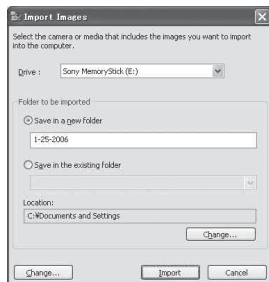 Import Images
Select the camera or media that includes the images you want to import
into the computer.
Drive : Sony MemoryStick (E:)
Folder to be imported
Save in a new folder
1-25-2006
Save in the existing folder
Location:
C:¥Documents and Settings
Change...
Change... Import Cancel